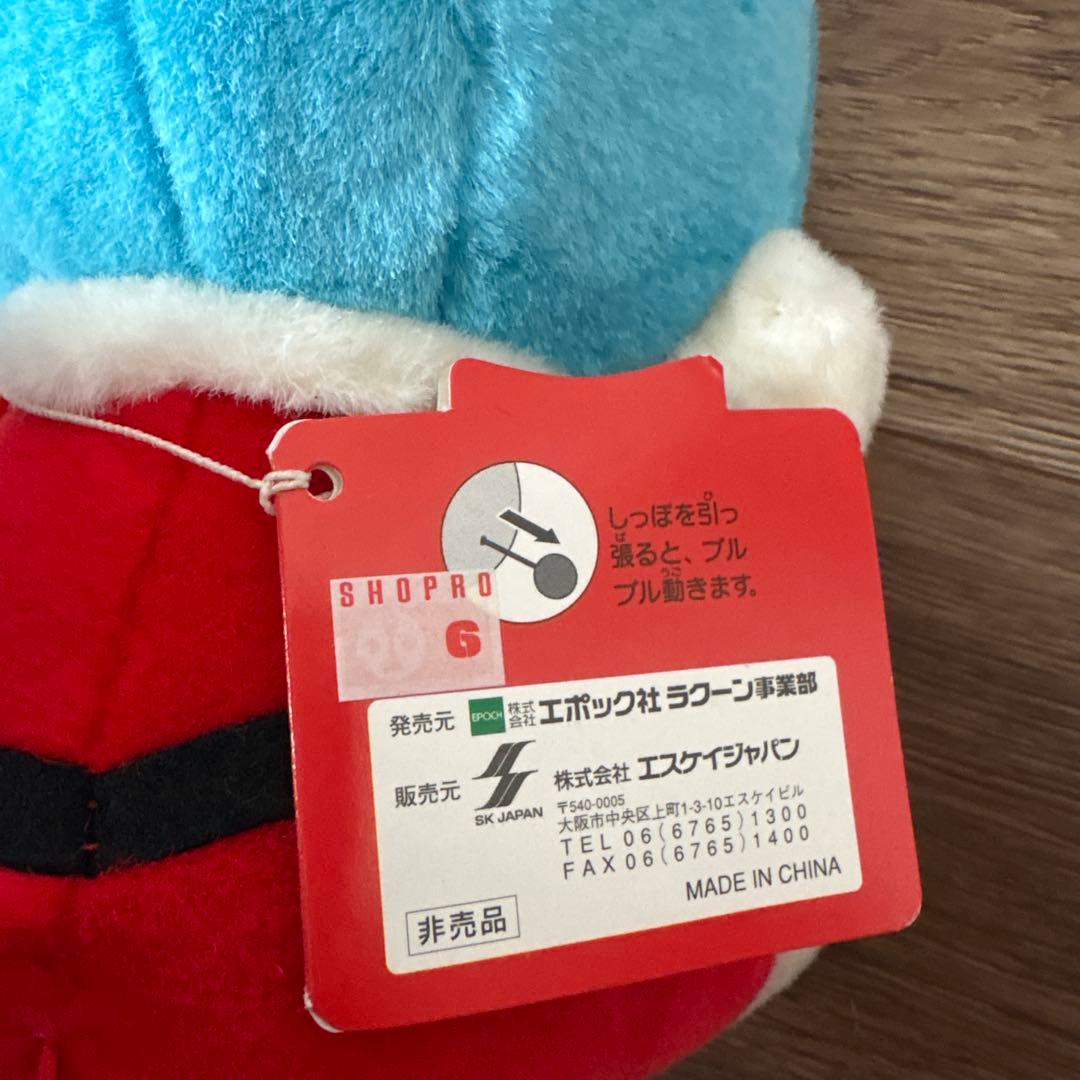 しっぽを引っ
張ると、ブル
ブル動きます。
SHOPRO
G
発売元 EPOCH 株式会社 エポック社 ラクーン事業部
販売元 SK JAPAN 株式会社 エスケイジャパン
〒540-0005
大阪市中央区上町1-3-10エスケイビル
TEL 06(6765)1300
FAX 06(6765)1400
MADE IN CHINA
非売品